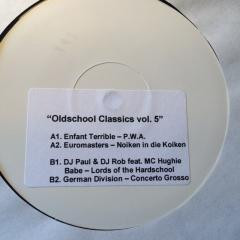 "Oldschool Classics vol. 5"
A1. Enfant Terrible – P.W.A.
A2. Euromasters – Noiken in die Koiken
B1. DJ Paul & DJ Rob feat. MC Hughie
Babe – Lords of the Hardschool
B2. German Division – Concerto Grosso